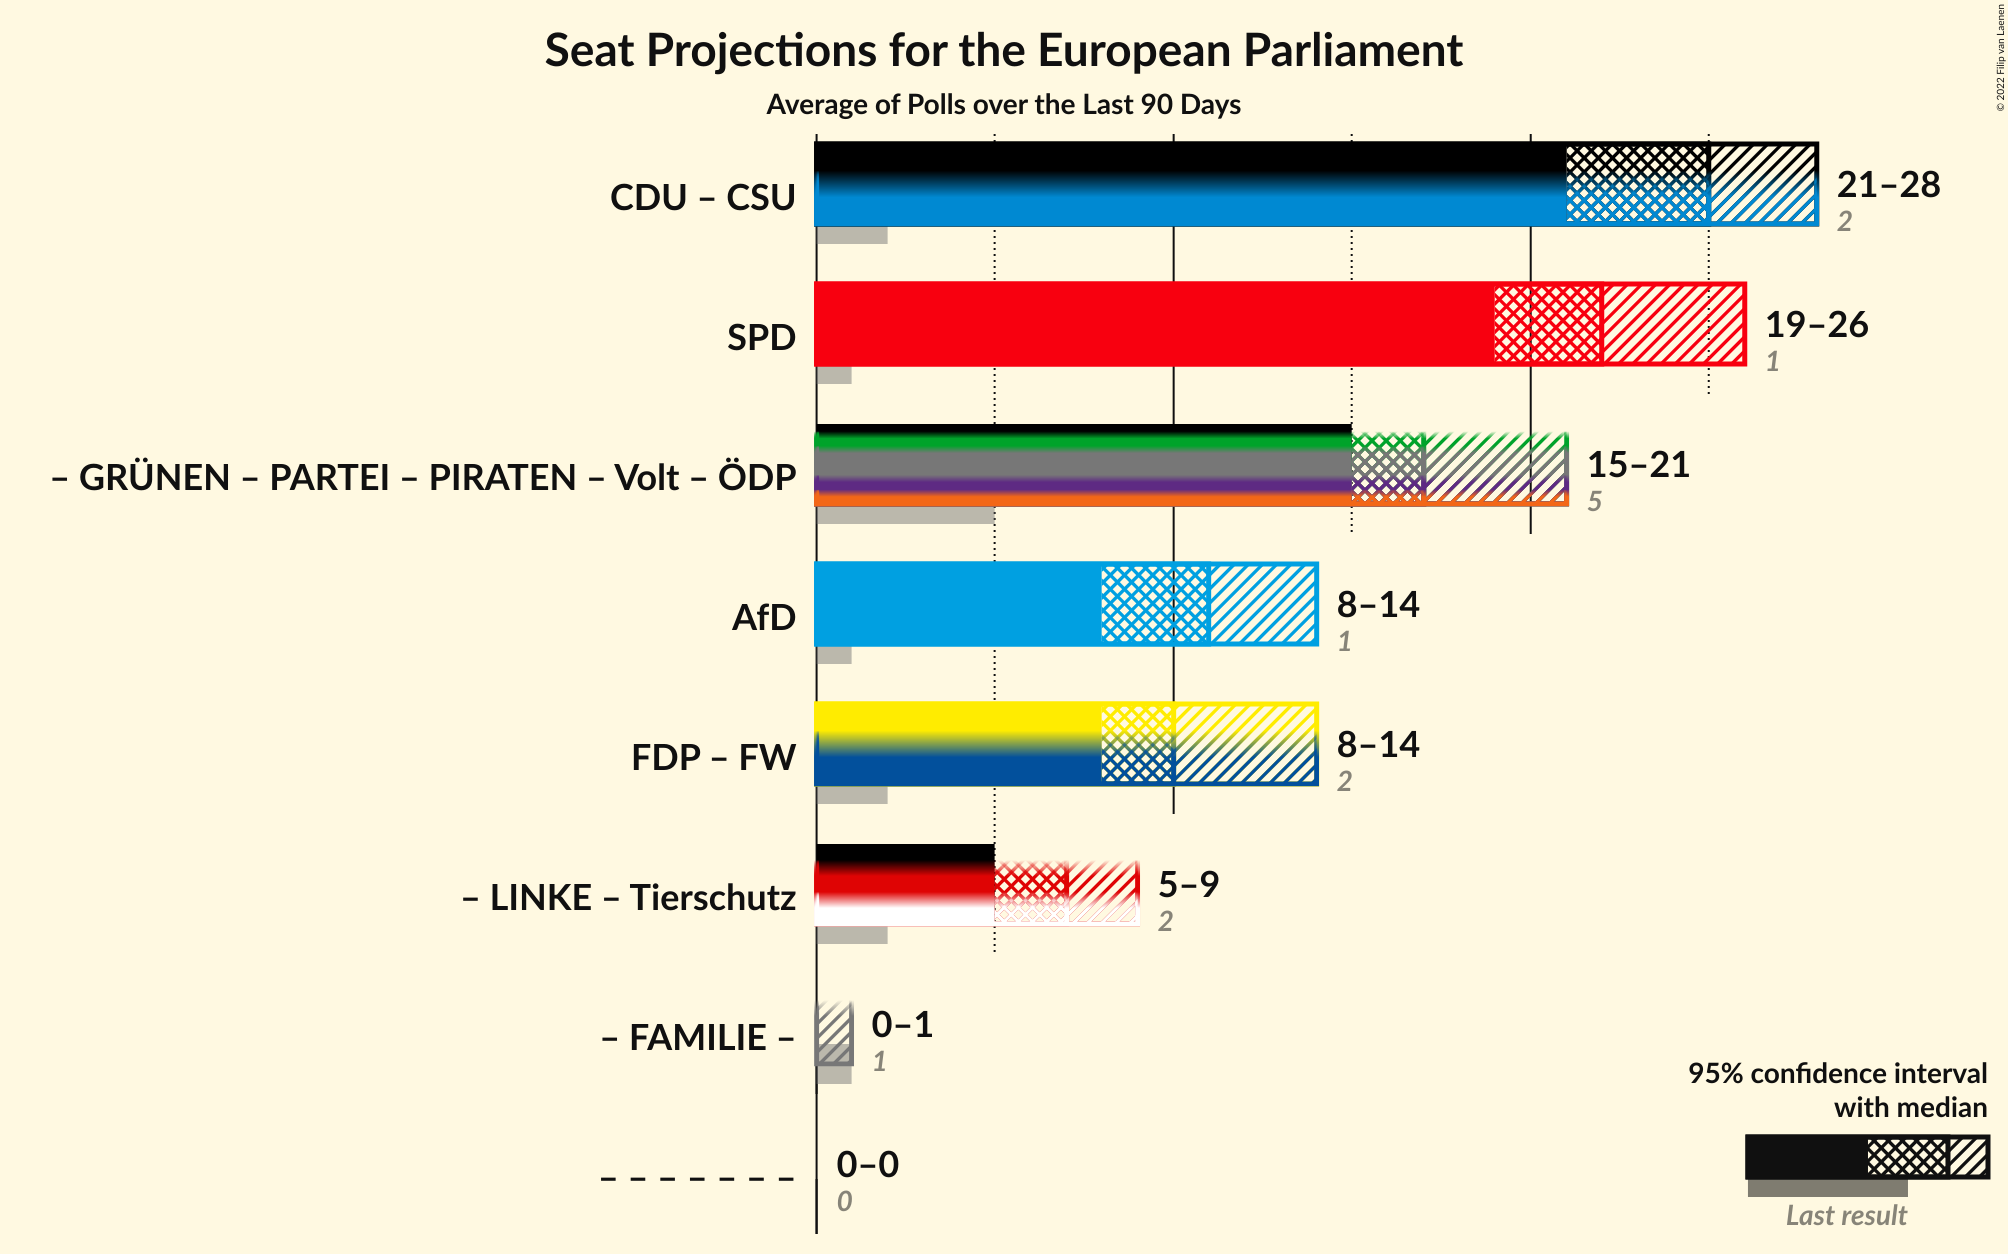 Seat Projections for the European Parliament
Average of Polls over the Last 90 Days
© 2022 Filip van Laenen
CDU – CSU
21–28
2
SPD
19–26
1
– GRÜNEN – PARTEI – PIRATEN – Volt – ÖDP
15–21
5
AfD
8–14
1
FDP – FW
8–14
2
– LINKE – Tierschutz
5–9
2
– FAMILIE –
0–1
1
– – – – – – –
0–0
0
95% confidence interval
with median
Last result